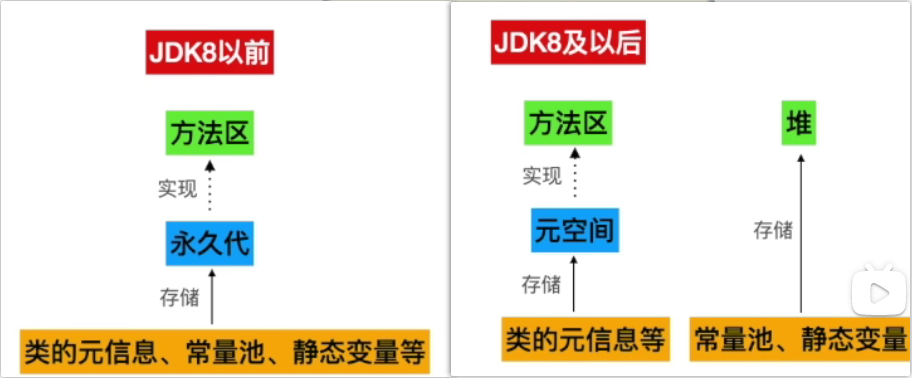 JDK8以前
方法区
实现
永久代
存储
类的元信息、常量池、静态变量等
JDK8及以后
方法区
堆
实现
元空间
存储
存储
类的元信息等
常量池、静态变量